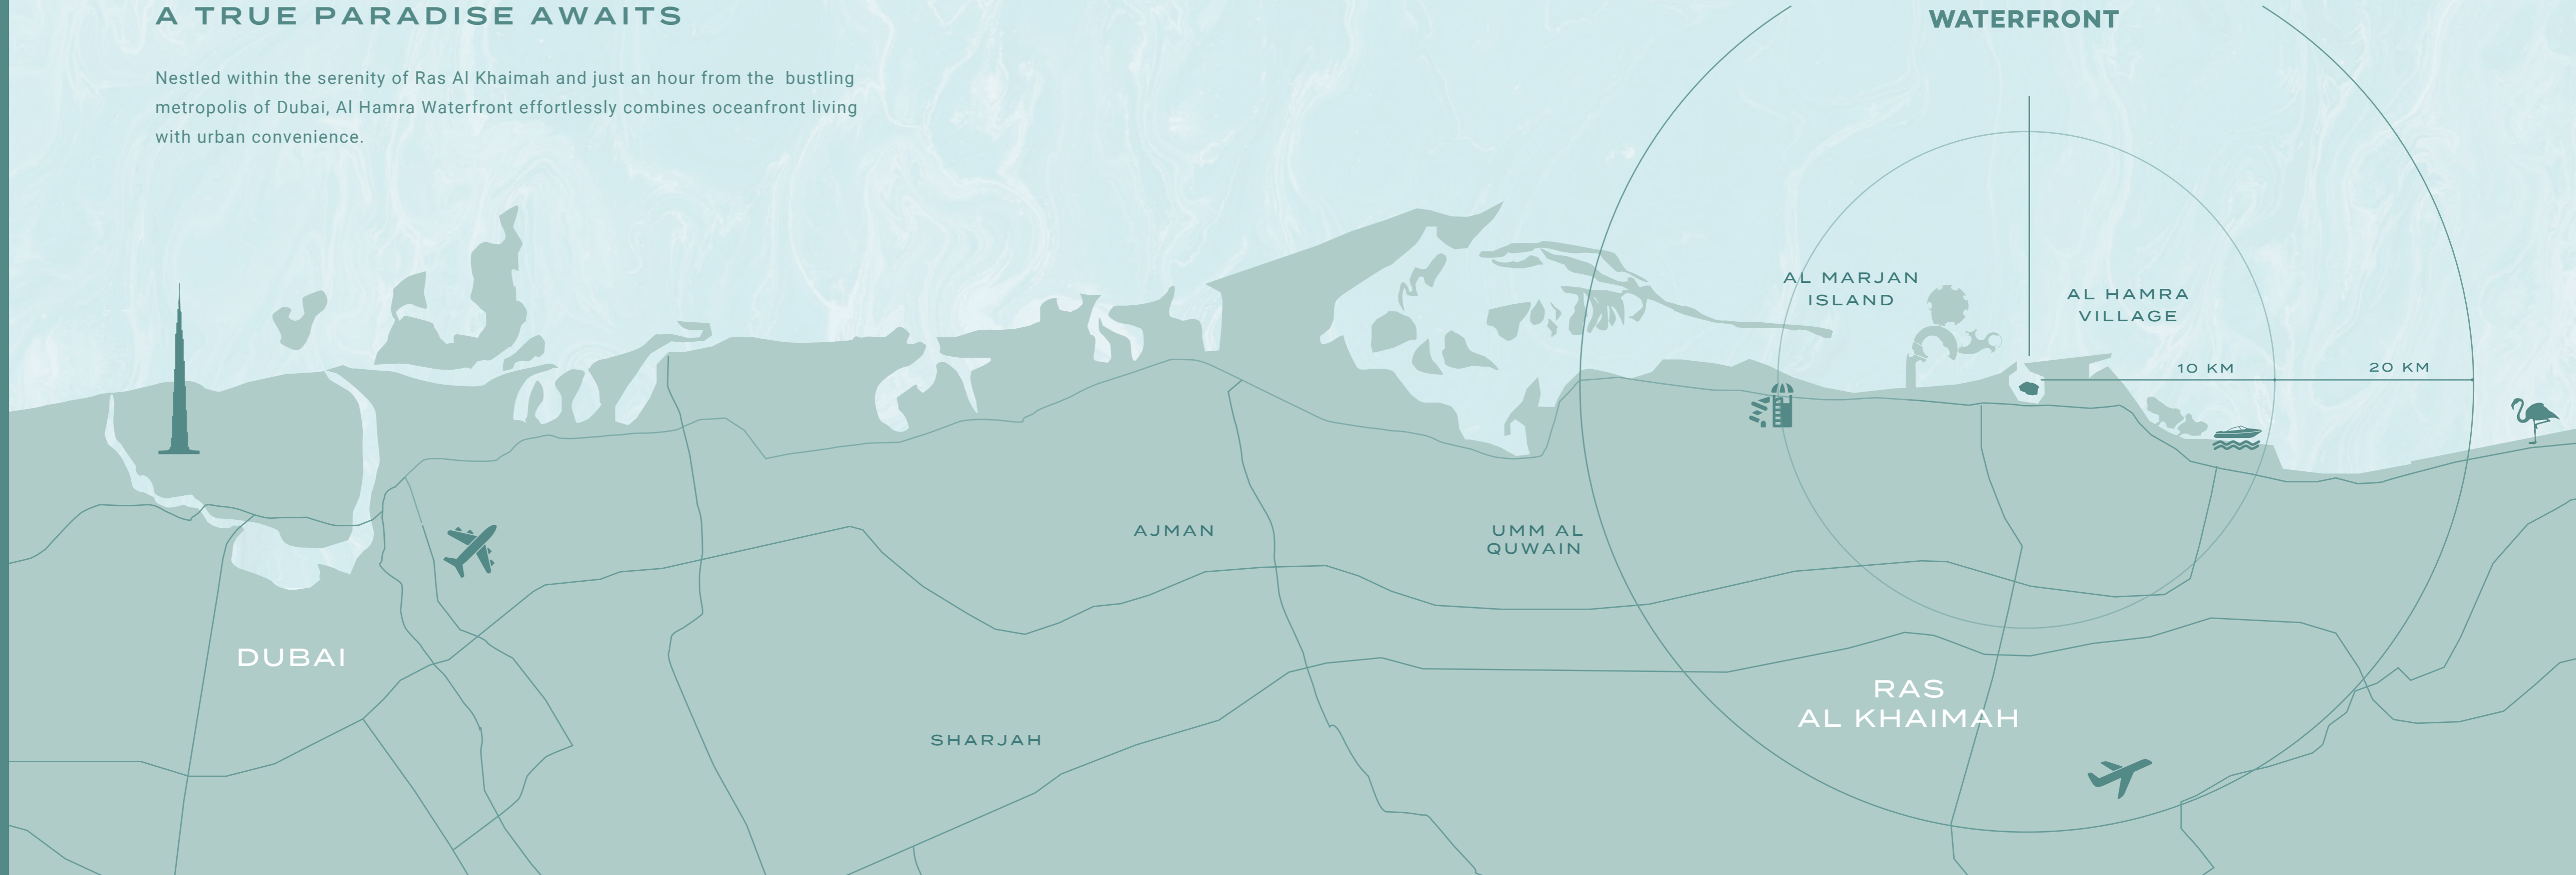 A TRUE PARADISE AWAITS
Nestled within the serenity of Ras Al Khaimah and just an hour from the bustling
metropolis of Dubai, Al Hamra Waterfront effortlessly combines oceanfront living
with urban convenience.
WATERFRONT
AL MARJAN
ISLAND
AL HAMRA
VILLAGE
10 KM
20 KM
AJMAN
UMM AL
QUWAIN
DUBAI
RAS
AL KHAIMAH
SHARJAH